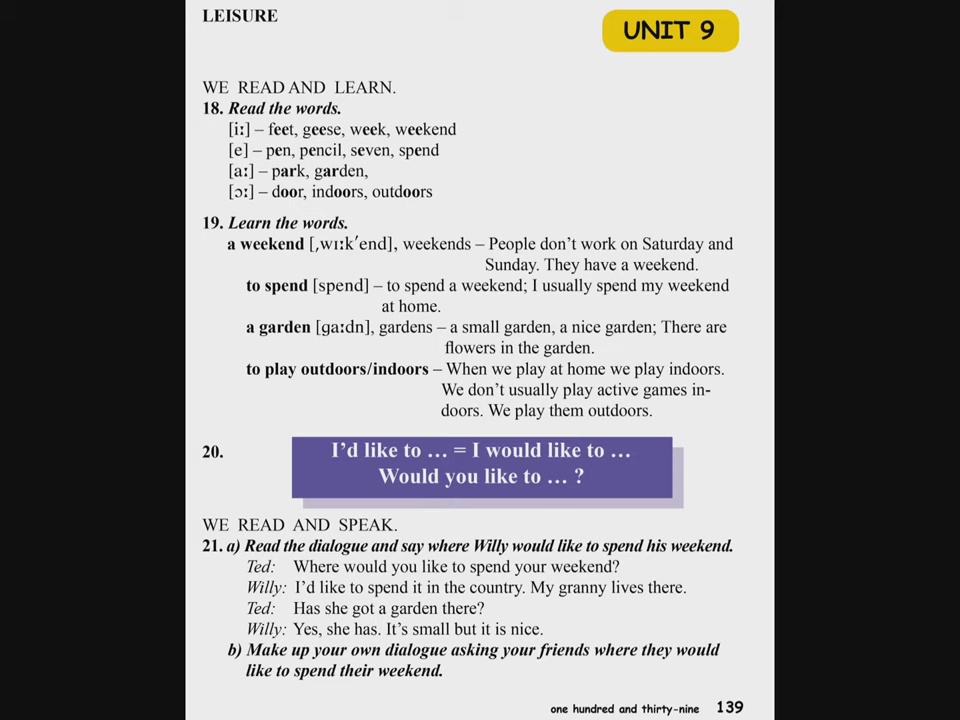 LEISURE
UNIT 9
WE READ AND LEARN.
18. Read the words.
[iː] – feet, geese, week, weekend
[e] – pen, pencil, seven, spend
[aː] – park, garden,
[ɔː] – door, indoors, outdoors
19. Learn the words.
a weekend [ˌwıːkˈend], weekends – People don’t work on Saturday and
Sunday. They have a weekend.
to spend [spend] – to spend a weekend; I usually spend my weekend
at home.
a garden [gaːdn], gardens – a small garden, a nice garden; There are
flowers in the garden.
to play outdoors/indoors – When we play at home we play indoors.
We don’t usually play active games in-
doors. We play them outdoors.
20.
I’d like to … = I would like to …
Would you like to … ?
WE READ AND SPEAK.
21. a) Read the dialogue and say where Willy would like to spend his weekend.
Ted: Where would you like to spend your weekend?
Willy: I’d like to spend it in the country. My granny lives there.
Ted: Has she got a garden there?
Willy: Yes, she has. It’s small but it is nice.
b) Make up your own dialogue asking your friends where they would
like to spend their weekend.
one hundred and thirty-nine 139